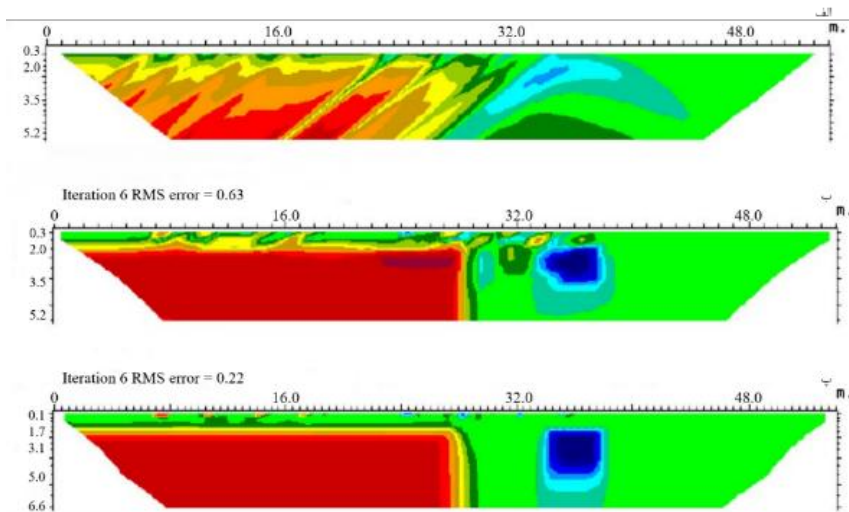 الف
0 16.0 32.0 48.0 m.
0.3
2.0
3.5
5.2
Iteration 6 RMS error = 0.63
ب
0 16.0 32.0 48.0 m.
0.3
2.0
3.5
5.2
Iteration 6 RMS error = 0.22
0 16.0 32.0 48.0 m.
0.1
1.7
3.1
5.0
6.6